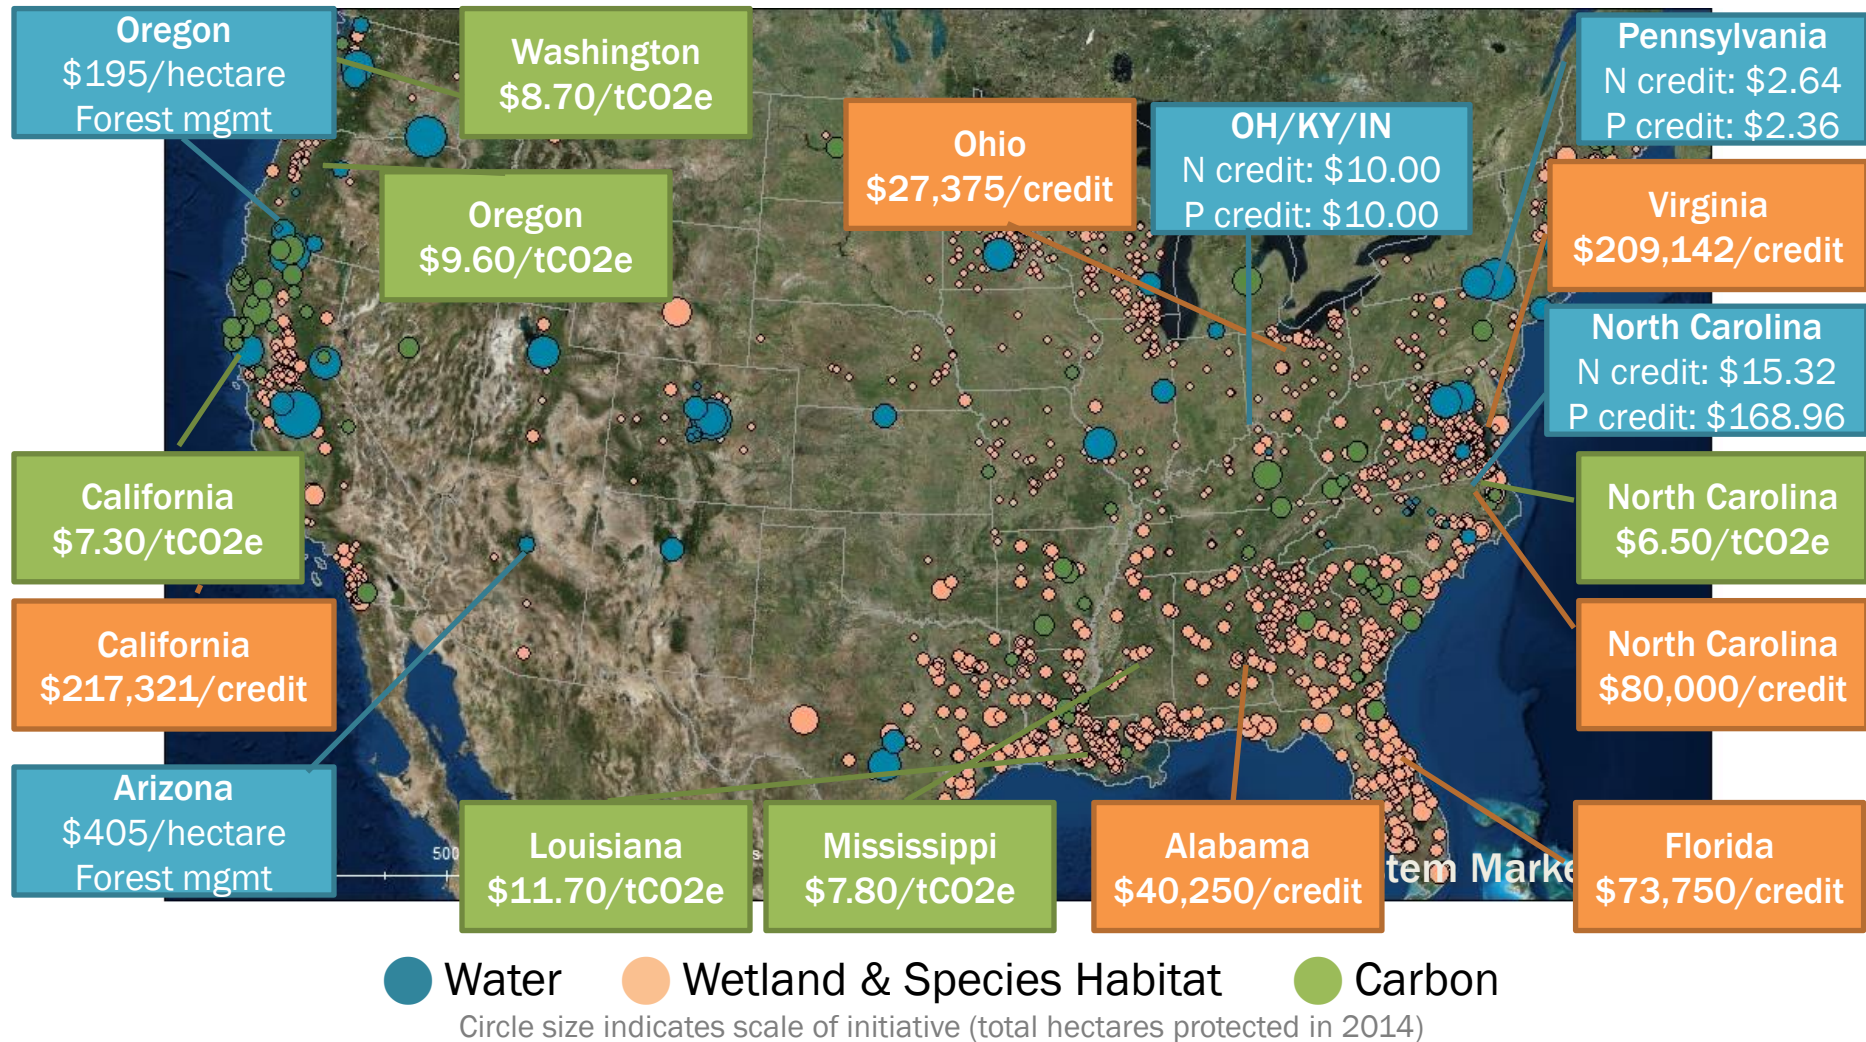 Oregon
$195/hectare
Forest mgmt
Washington
$8.70/tCO2e
Oregon
$9.60/tCO2e
Ohio
$27,375/credit
OH/KY/IN
N credit: $10.00
P credit: $10.00
Pennsylvania
N credit: $2.64
P credit: $2.36
Virginia
$209,142/credit
North Carolina
N credit: $15.32
P credit: $168.96
California
$7.30/tCO2e
North Carolina
$6.50/tCO2e
California
$217,321/credit
North Carolina
$80,000/credit
Arizona
$405/hectare
Forest mgmt
500
Louisiana
$11.70/tCO2e
Mississippi
$7.80/tCO2e
Alabama
$40,250/credit
tem Marke
Florida
$73,750/credit
Water
Wetland & Species Habitat
Carbon
Circle size indicates scale of initiative (total hectares protected in 2014)